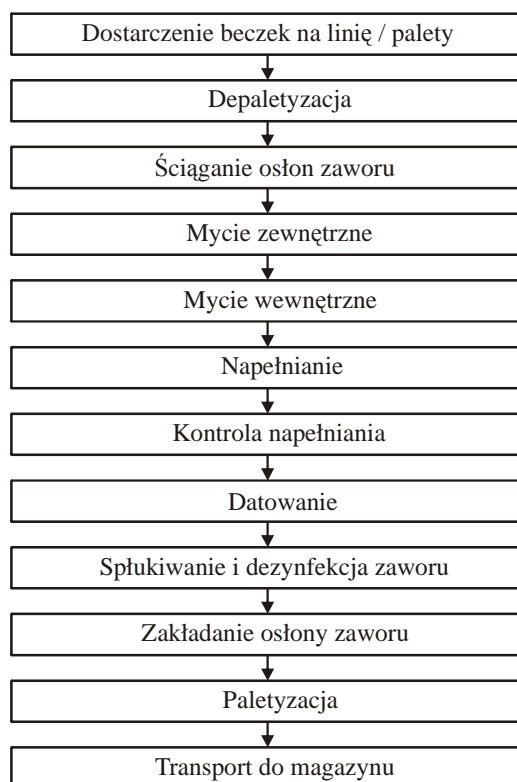 Dostarczenie beczek na linię / palety
Depaletyzacja
Ściąganie osłon zaworu
Mycie zewnętrzne
Mycie wewnętrzne
Napełnianie
Kontrola napełniania
Datowanie
Spłukiwanie i dezynfekcja zaworu
Zakładanie osłony zaworu
Paletyzacja
Transport do magazynu